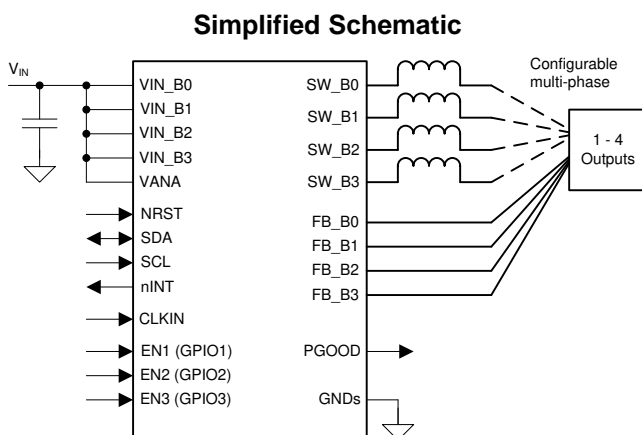 Simplified Schematic
V_IN
VIN_B0
VIN_B1
VIN_B2
VIN_B3
VANA
NRST
SDA
SCL
nINT
CLKIN
EN1 (GPIO1)
EN2 (GPIO2)
EN3 (GPIO3)
SW_B0
SW_B1
SW_B2
SW_B3
FB_B0
FB_B1
FB_B2
FB_B3
PGOOD
GNDs
Configurable
multi-phase
1 - 4
Outputs